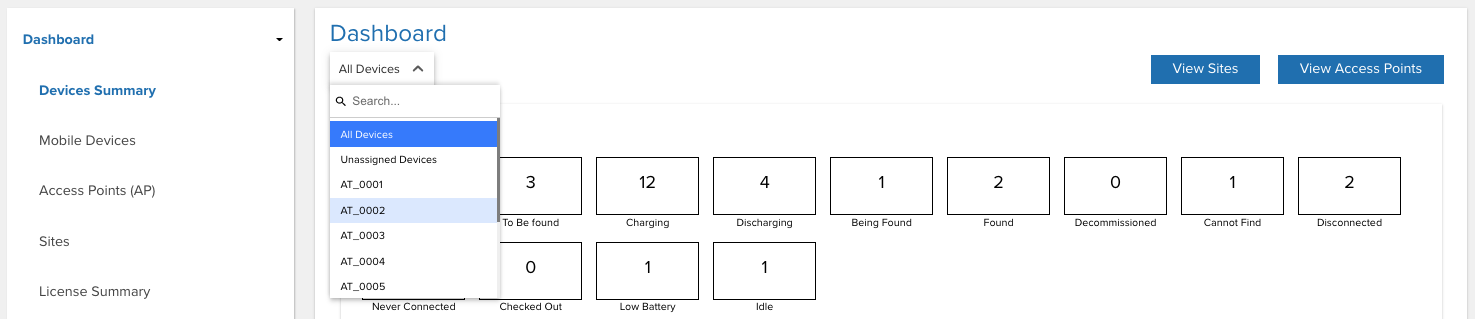 Dashboard
Devices Summary
Mobile Devices
Access Points (AP)
Sites
License Summary
Dashboard
All Devices
View Sites
View Access Points
Search...
All Devices
Unassigned Devices
AT_0001
AT_0002
AT_0003
AT_0004
AT_0005
3 12 4 1 2 0 1 2
To Be found Charging Discharging Being Found Found Decommissioned Cannot Find Disconnected
0 1 1
Never Connected Checked Out Low Battery Idle